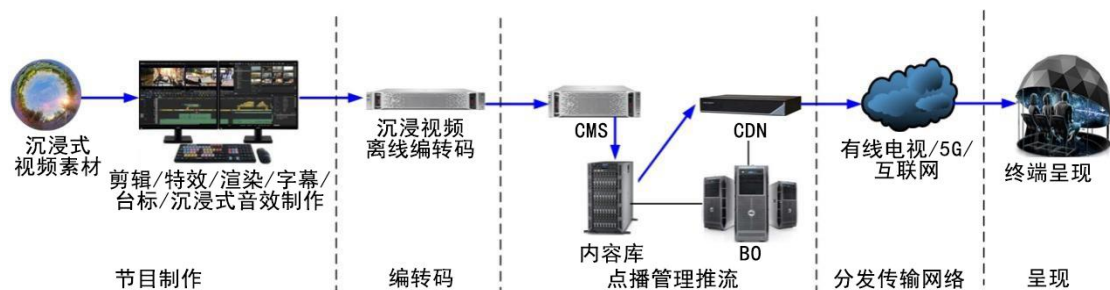 沉浸式
视频素材
剪辑/特效/渲染/字幕/
台标/沉浸式音效制作
沉浸视频
离线编转码
CMS
CDN
内容库
BO
有线电视/5G/
互联网
终端呈现
节目制作
编转码
点播管理推流
分发传输网络
呈现